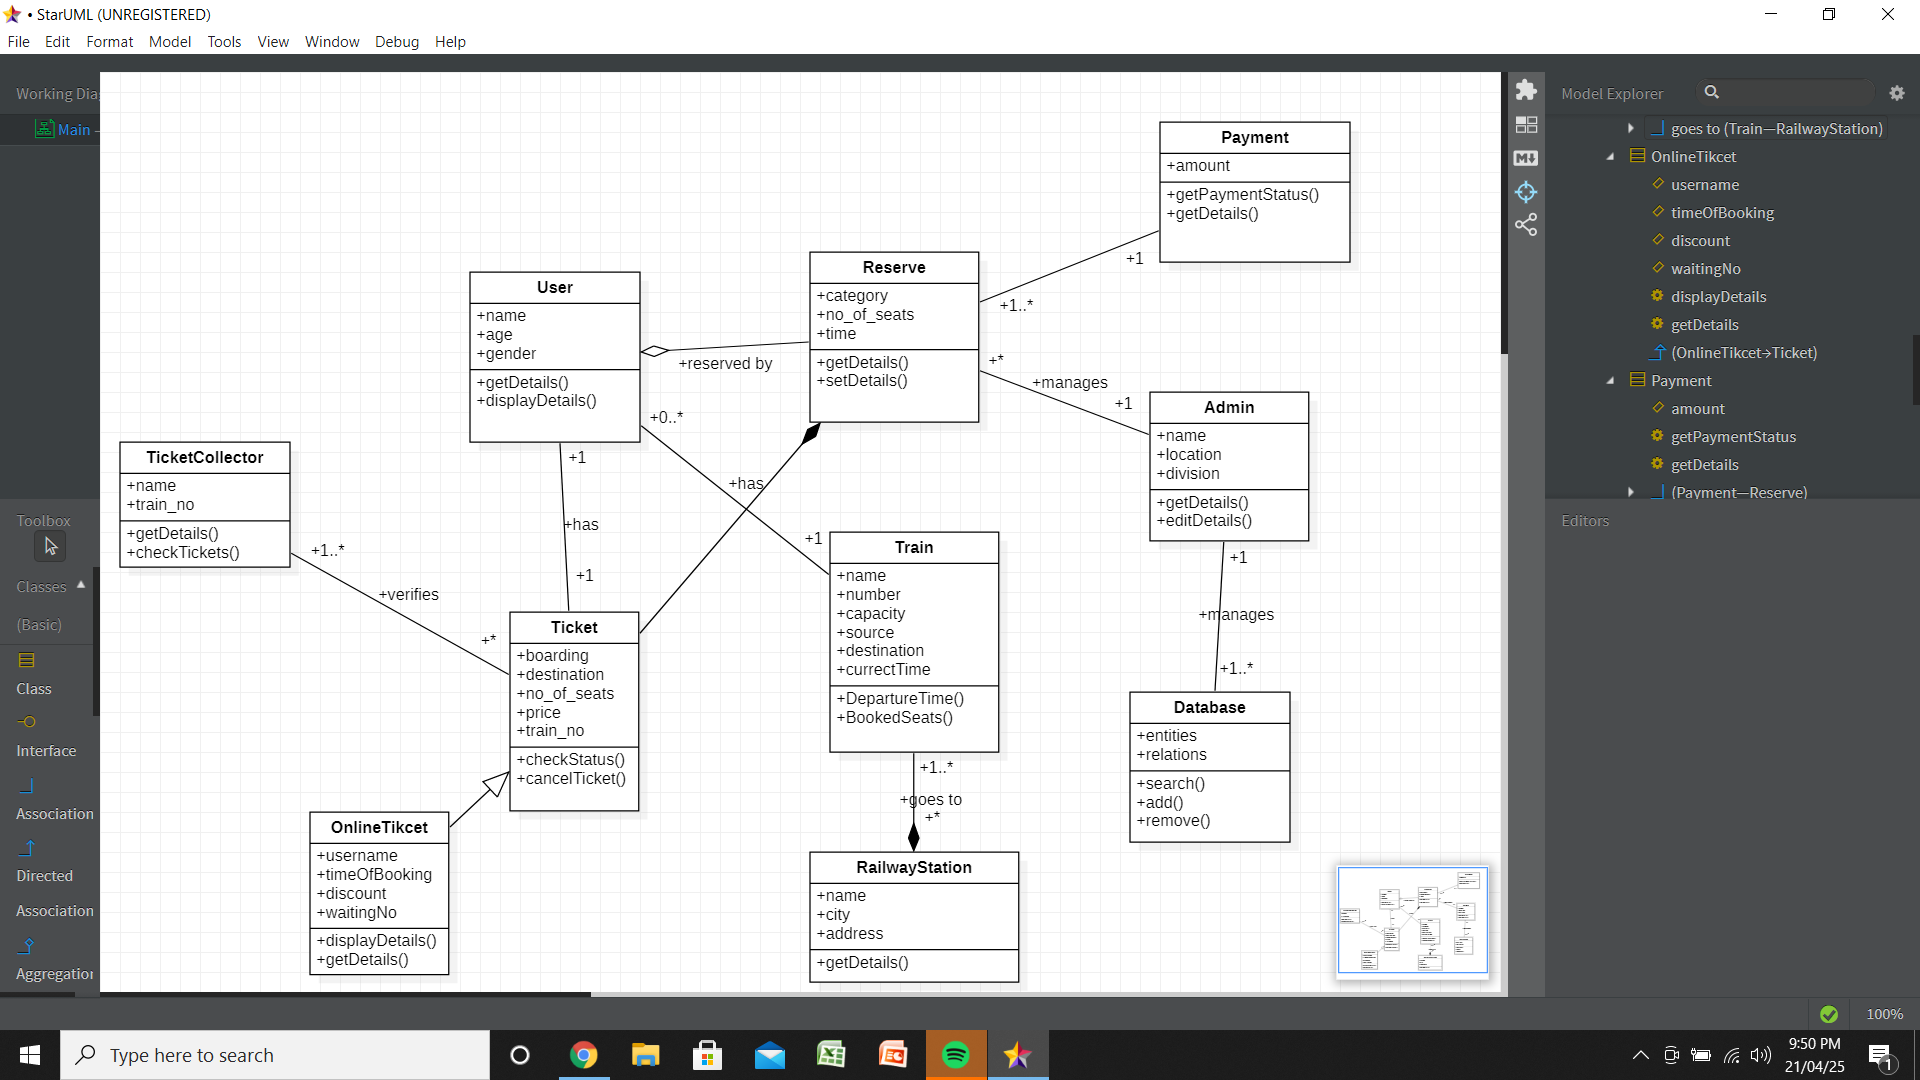 • StarUML (UNREGISTERED)
File Edit Format Model Tools View Window Debug Help
Working Dia
Main –
Toolbox
Classes
(Basic)
Class
Interface
Association
Directed
Association
Aggregation
Payment
+amount
+getPaymentStatus()
+getDetails()
+1
+1..*
Reserve
+category
+no_of_seats
+time
+getDetails()
+setDetails()
User
+name
+age
+gender
+getDetails()
+displayDetails()
+reserved by
+0..*
+*
+manages
+1
Admin
+name
+location
+division
+getDetails()
+editDetails()
TicketCollector
+name
+train_no
+getDetails()
+checkTickets()
+1
+has
+has
+1
+1
+1..*
+verifies
+*
Train
+name
+number
+capacity
+source
+destination
+currectTime
+DepartureTime()
+BookedSeats()
+1
+manages
+1..*
Ticket
+boarding
+destination
+no_of_seats
+price
+train_no
+checkStatus()
+cancelTicket()
Database
+entities
+relations
+search()
+add()
+remove()
+1..*
+goes to
+*
OnlineTikcet
+username
+timeOfBooking
+discount
+waitingNo
+displayDetails()
+getDetails()
RailwayStation
+name
+city
+address
+getDetails()
Model Explorer
goes to (Train—RailwayStation)
OnlineTikcet
username
timeOfBooking
discount
waitingNo
displayDetails
getDetails
(OnlineTikcet→Ticket)
Payment
amount
getPaymentStatus
getDetails
(Payment—Reserve)
Editors
100%
Type here to search
9:50 PM
21/04/25
1